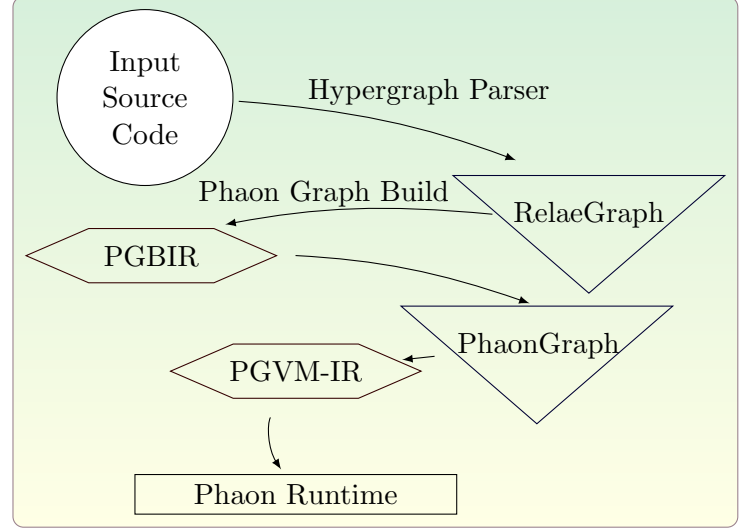 Input
Source
Code
Hypergraph Parser
Phaon Graph Build
RelaeGraph
PGBIR
PhaonGraph
PGVM-IR
Phaon Runtime